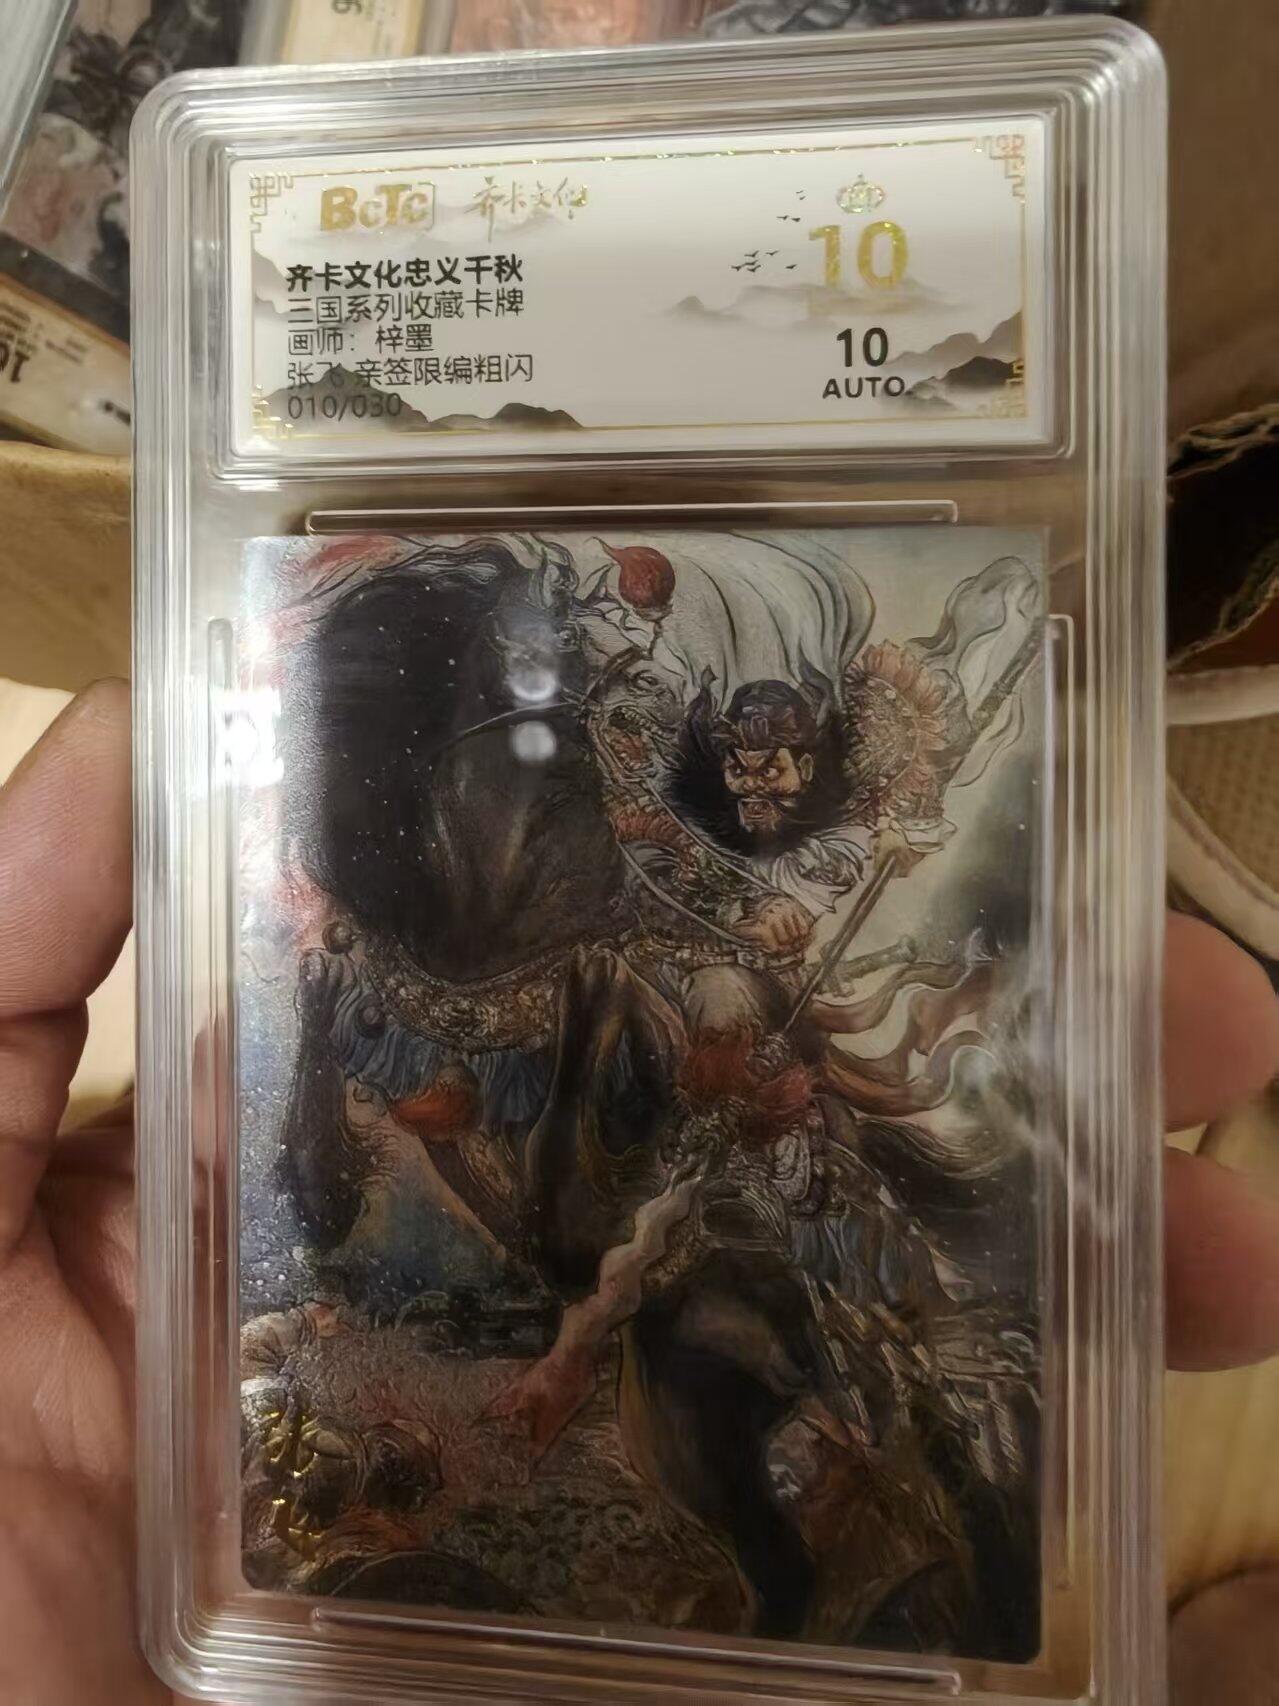 BCTC 齐卡文化
10
齐卡文化忠义千秋
三国系列收藏卡牌
画师：梓墨
张飞 亲签限编粗闪
010/030
10
AUTO
张飞